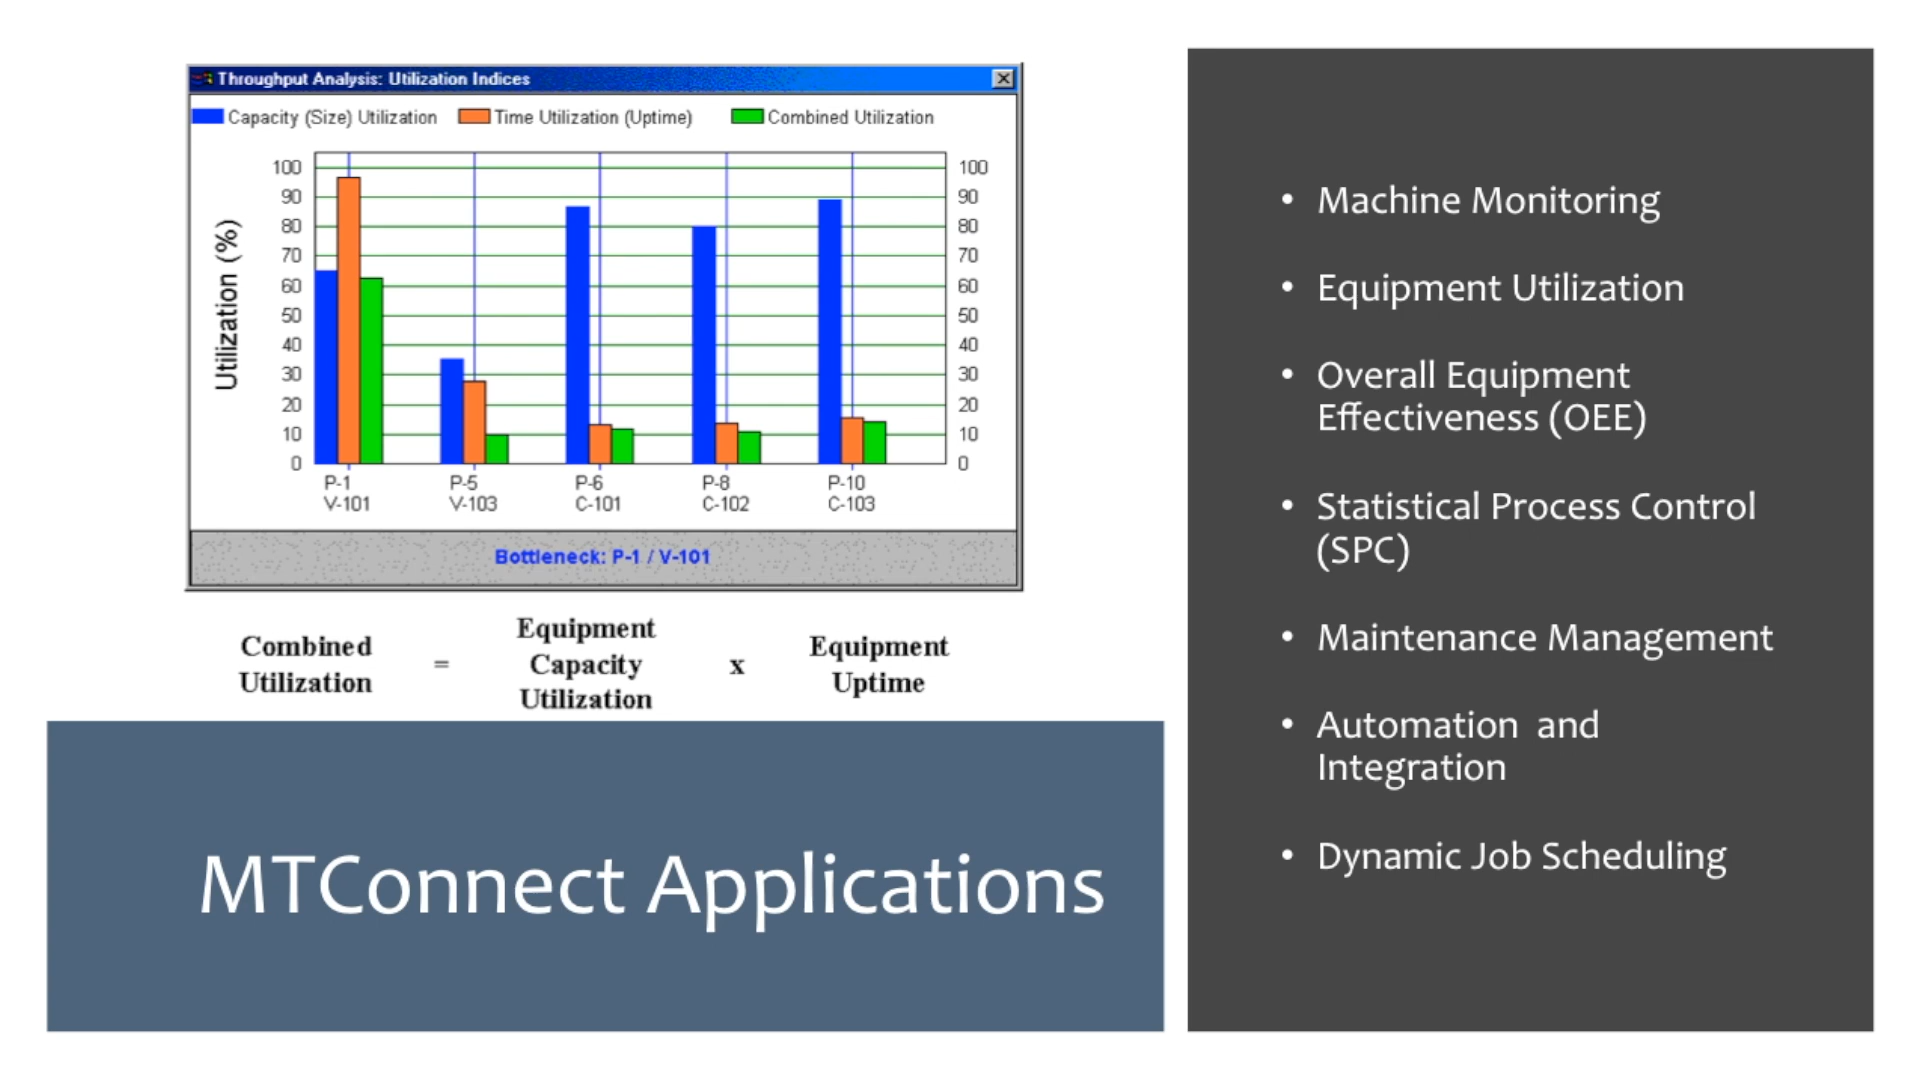 Throughput Analysis: Utilization Indices
Capacity (Size) Utilization Time Utilization (Uptime) Combined Utilization
Utilization (%)
100 100
90 90
80 80
70 70
60 60
50 50
40 40
30 30
20 20
10 10
0 0
P-1 P-5 P-6 P-8 P-10
V-101 V-103 C-101 C-102 C-103
Bottleneck: P-1 / V-101
Combined Utilization = Equipment Capacity Utilization x Equipment Uptime
MTConnect Applications
• Machine Monitoring
• Equipment Utilization
• Overall Equipment
Effectiveness (OEE)
• Statistical Process Control
(SPC)
• Maintenance Management
• Automation and
Integration
• Dynamic Job Scheduling